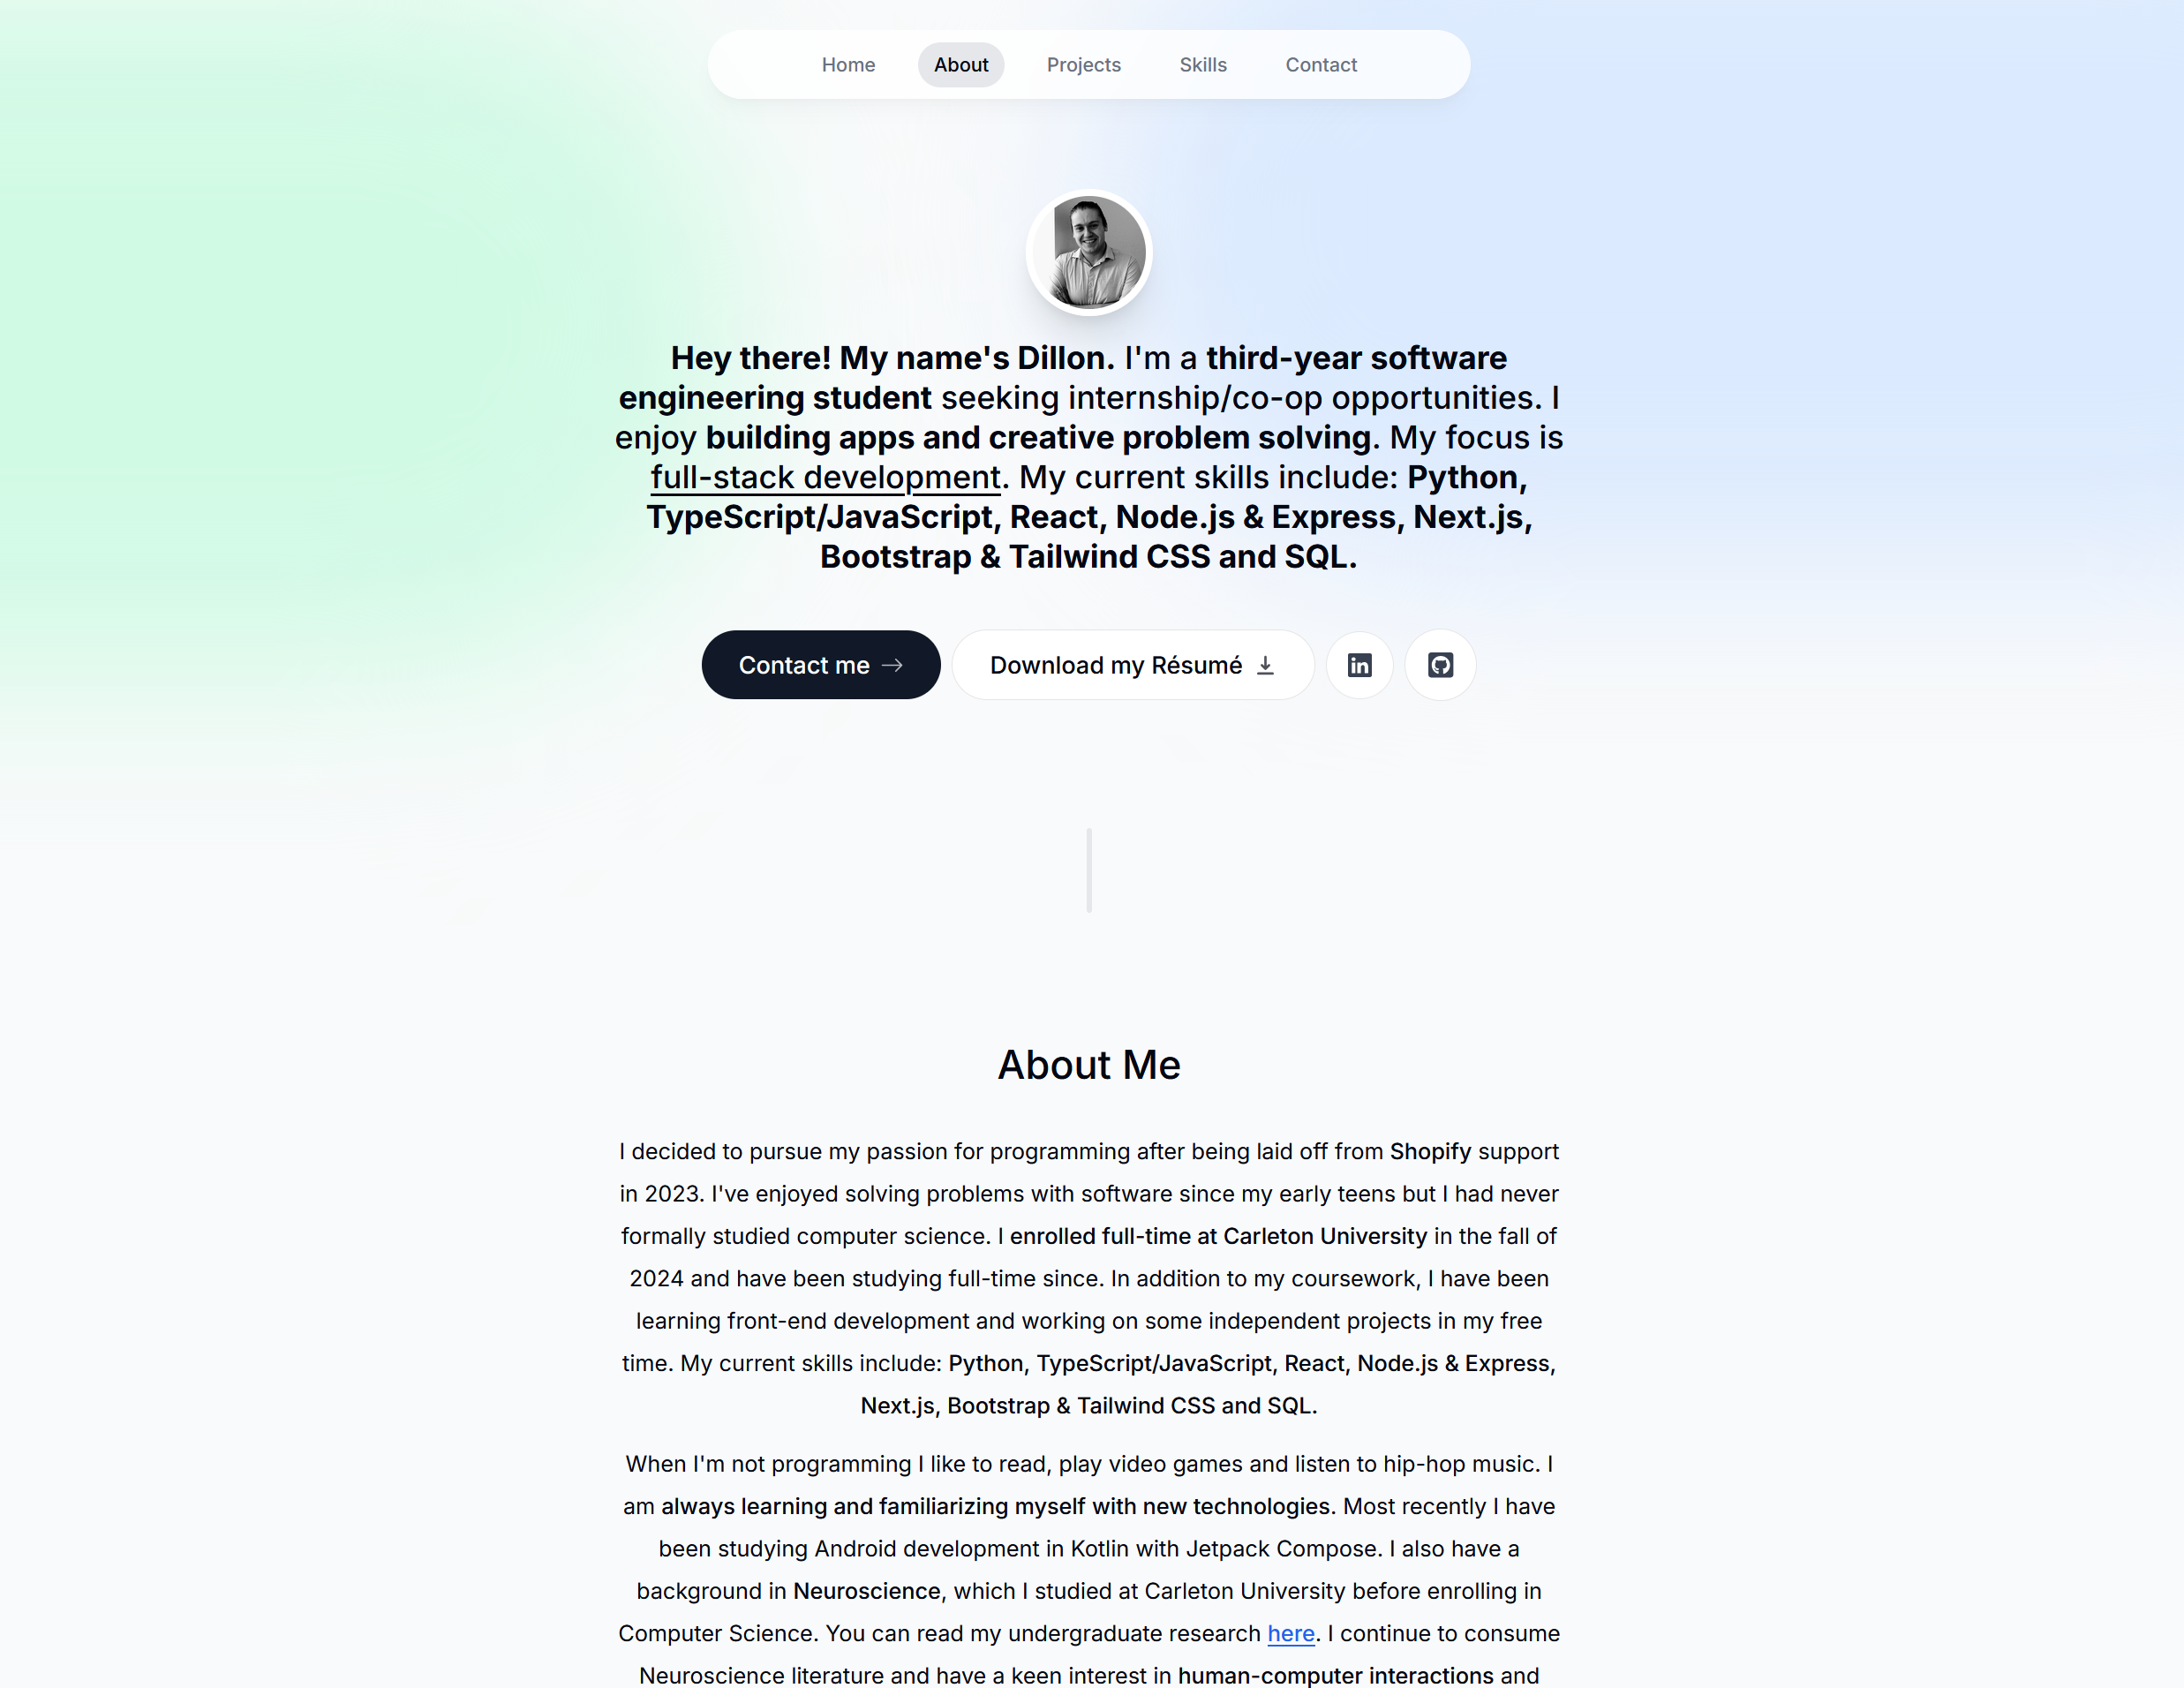 Home About Projects Skills Contact
Hey there! My name's Dillon. I'm a third-year software
engineering student seeking internship/co-op opportunities. I
enjoy building apps and creative problem solving. My focus is
full-stack development. My current skills include: Python,
TypeScript/JavaScript, React, Node.js & Express, Next.js,
Bootstrap & Tailwind CSS and SQL.
Contact me Download my Résumé in
About Me
I decided to pursue my passion for programming after being laid off from Shopify support
in 2023. I've enjoyed solving problems with software since my early teens but I had never
formally studied computer science. I enrolled full-time at Carleton University in the fall of
2024 and have been studying full-time since. In addition to my coursework, I have been
learning front-end development and working on some independent projects in my free
time. My current skills include: Python, TypeScript/JavaScript, React, Node.js & Express,
Next.js, Bootstrap & Tailwind CSS and SQL.
When I'm not programming I like to read, play video games and listen to hip-hop music. I
am always learning and familiarizing myself with new technologies. Most recently I have
been studying Android development in Kotlin with Jetpack Compose. I also have a
background in Neuroscience, which I studied at Carleton University before enrolling in
Computer Science. You can read my undergraduate research here. I continue to consume
Neuroscience literature and have a keen interest in human-computer interactions and